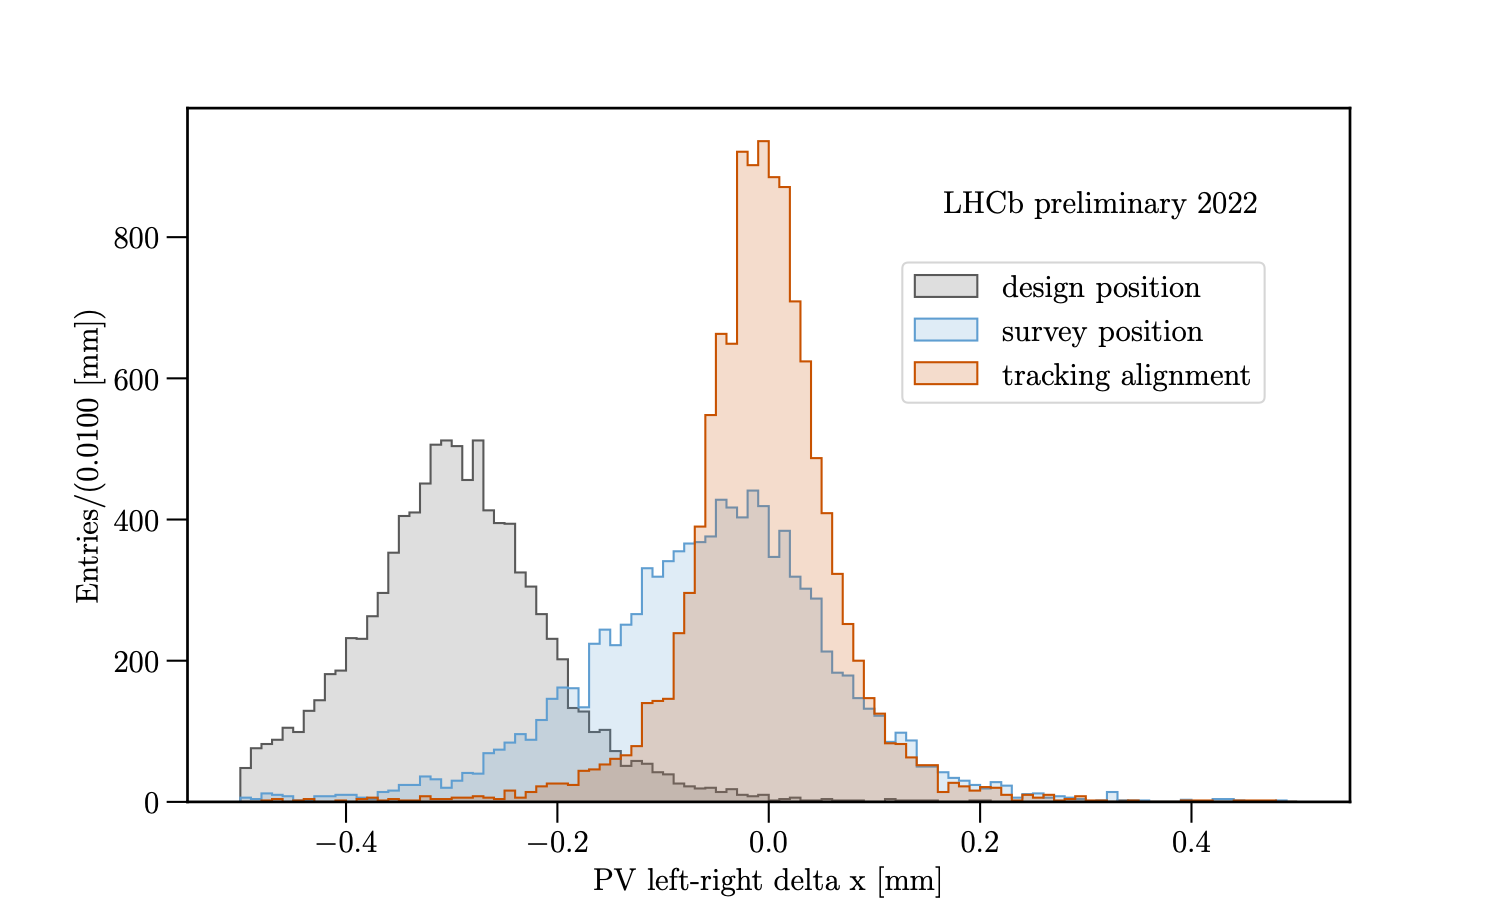 LHCb preliminary 2022
design position
survey position
tracking alignment
Entries/(0.0100 [mm])
800
600
400
200
0
−0.4
−0.2
0.0
0.2
0.4
PV left-right delta x [mm]